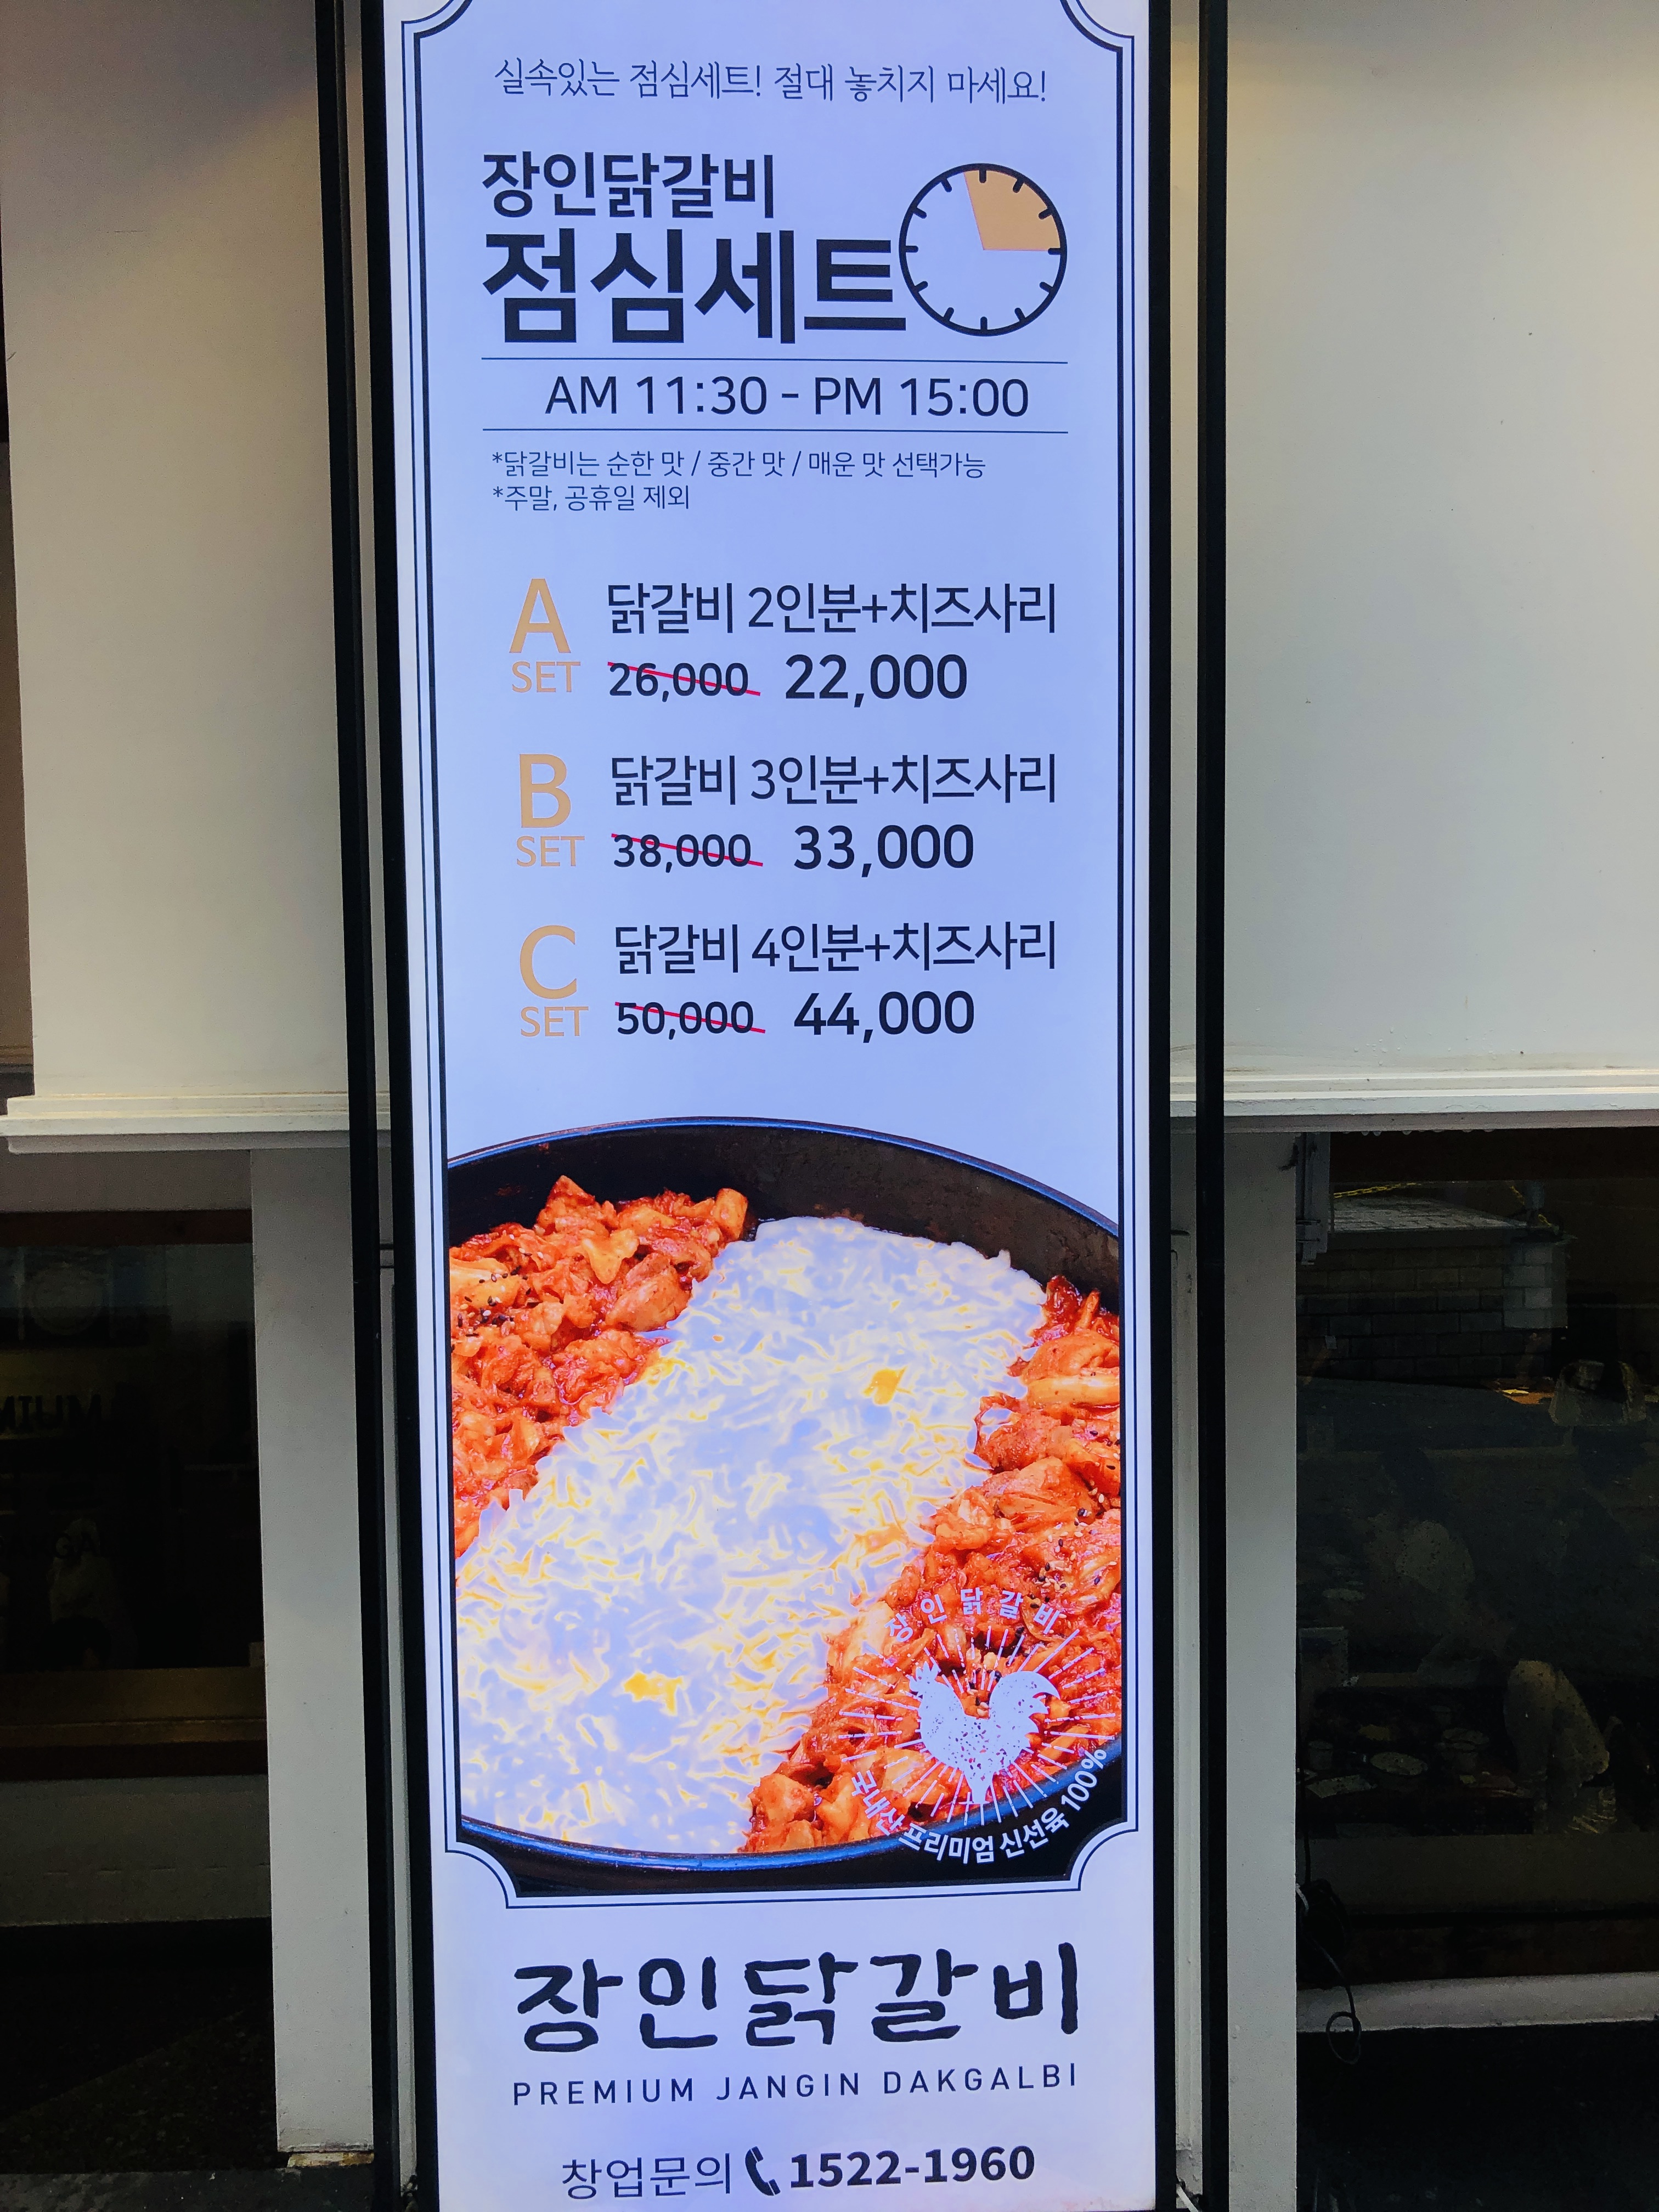 실속있는 점심세트! 절대 놓치지 마세요!
장인닭갈비
점심세트
AM 11:30 - PM 15:00
*닭갈비는 순한 맛 / 중간 맛 / 매운 맛 선택가능
*주말, 공휴일 제외
A SET
닭갈비 2인분+치즈사리
26,000 22,000
B SET
닭갈비 3인분+치즈사리
38,000 33,000
C SET
닭갈비 4인분+치즈사리
50,000 44,000
장인닭갈비
국내산 프리미엄 신선육 100%
장인닭갈비
PREMIUM JANGIN DAKGALBI
창업문의 1522-1960